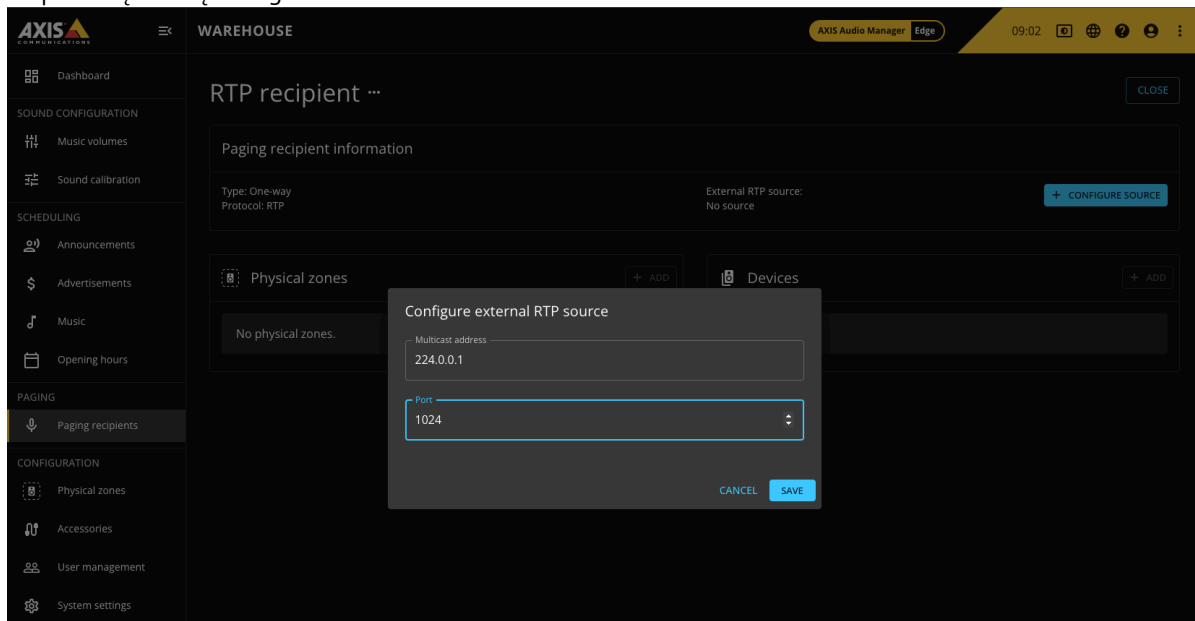 AXIS
COMMUNICATIONS
WAREHOUSE
AXIS Audio Manager Edge
09:02
Dashboard
SOUND CONFIGURATION
Music volumes
Sound calibration
SCHEDULING
Announcements
Advertisements
Music
Opening hours
PAGING
Paging recipients
CONFIGURATION
Physical zones
Accessories
User management
System settings
RTP recipient ···
CLOSE
Paging recipient information
Type: One-way
Protocol: RTP
External RTP source:
No source
+ CONFIGURE SOURCE
Physical zones
+ ADD
No physical zones.
Devices
+ ADD
Configure external RTP source
Multicast address
224.0.0.1
Port
1024
CANCEL
SAVE